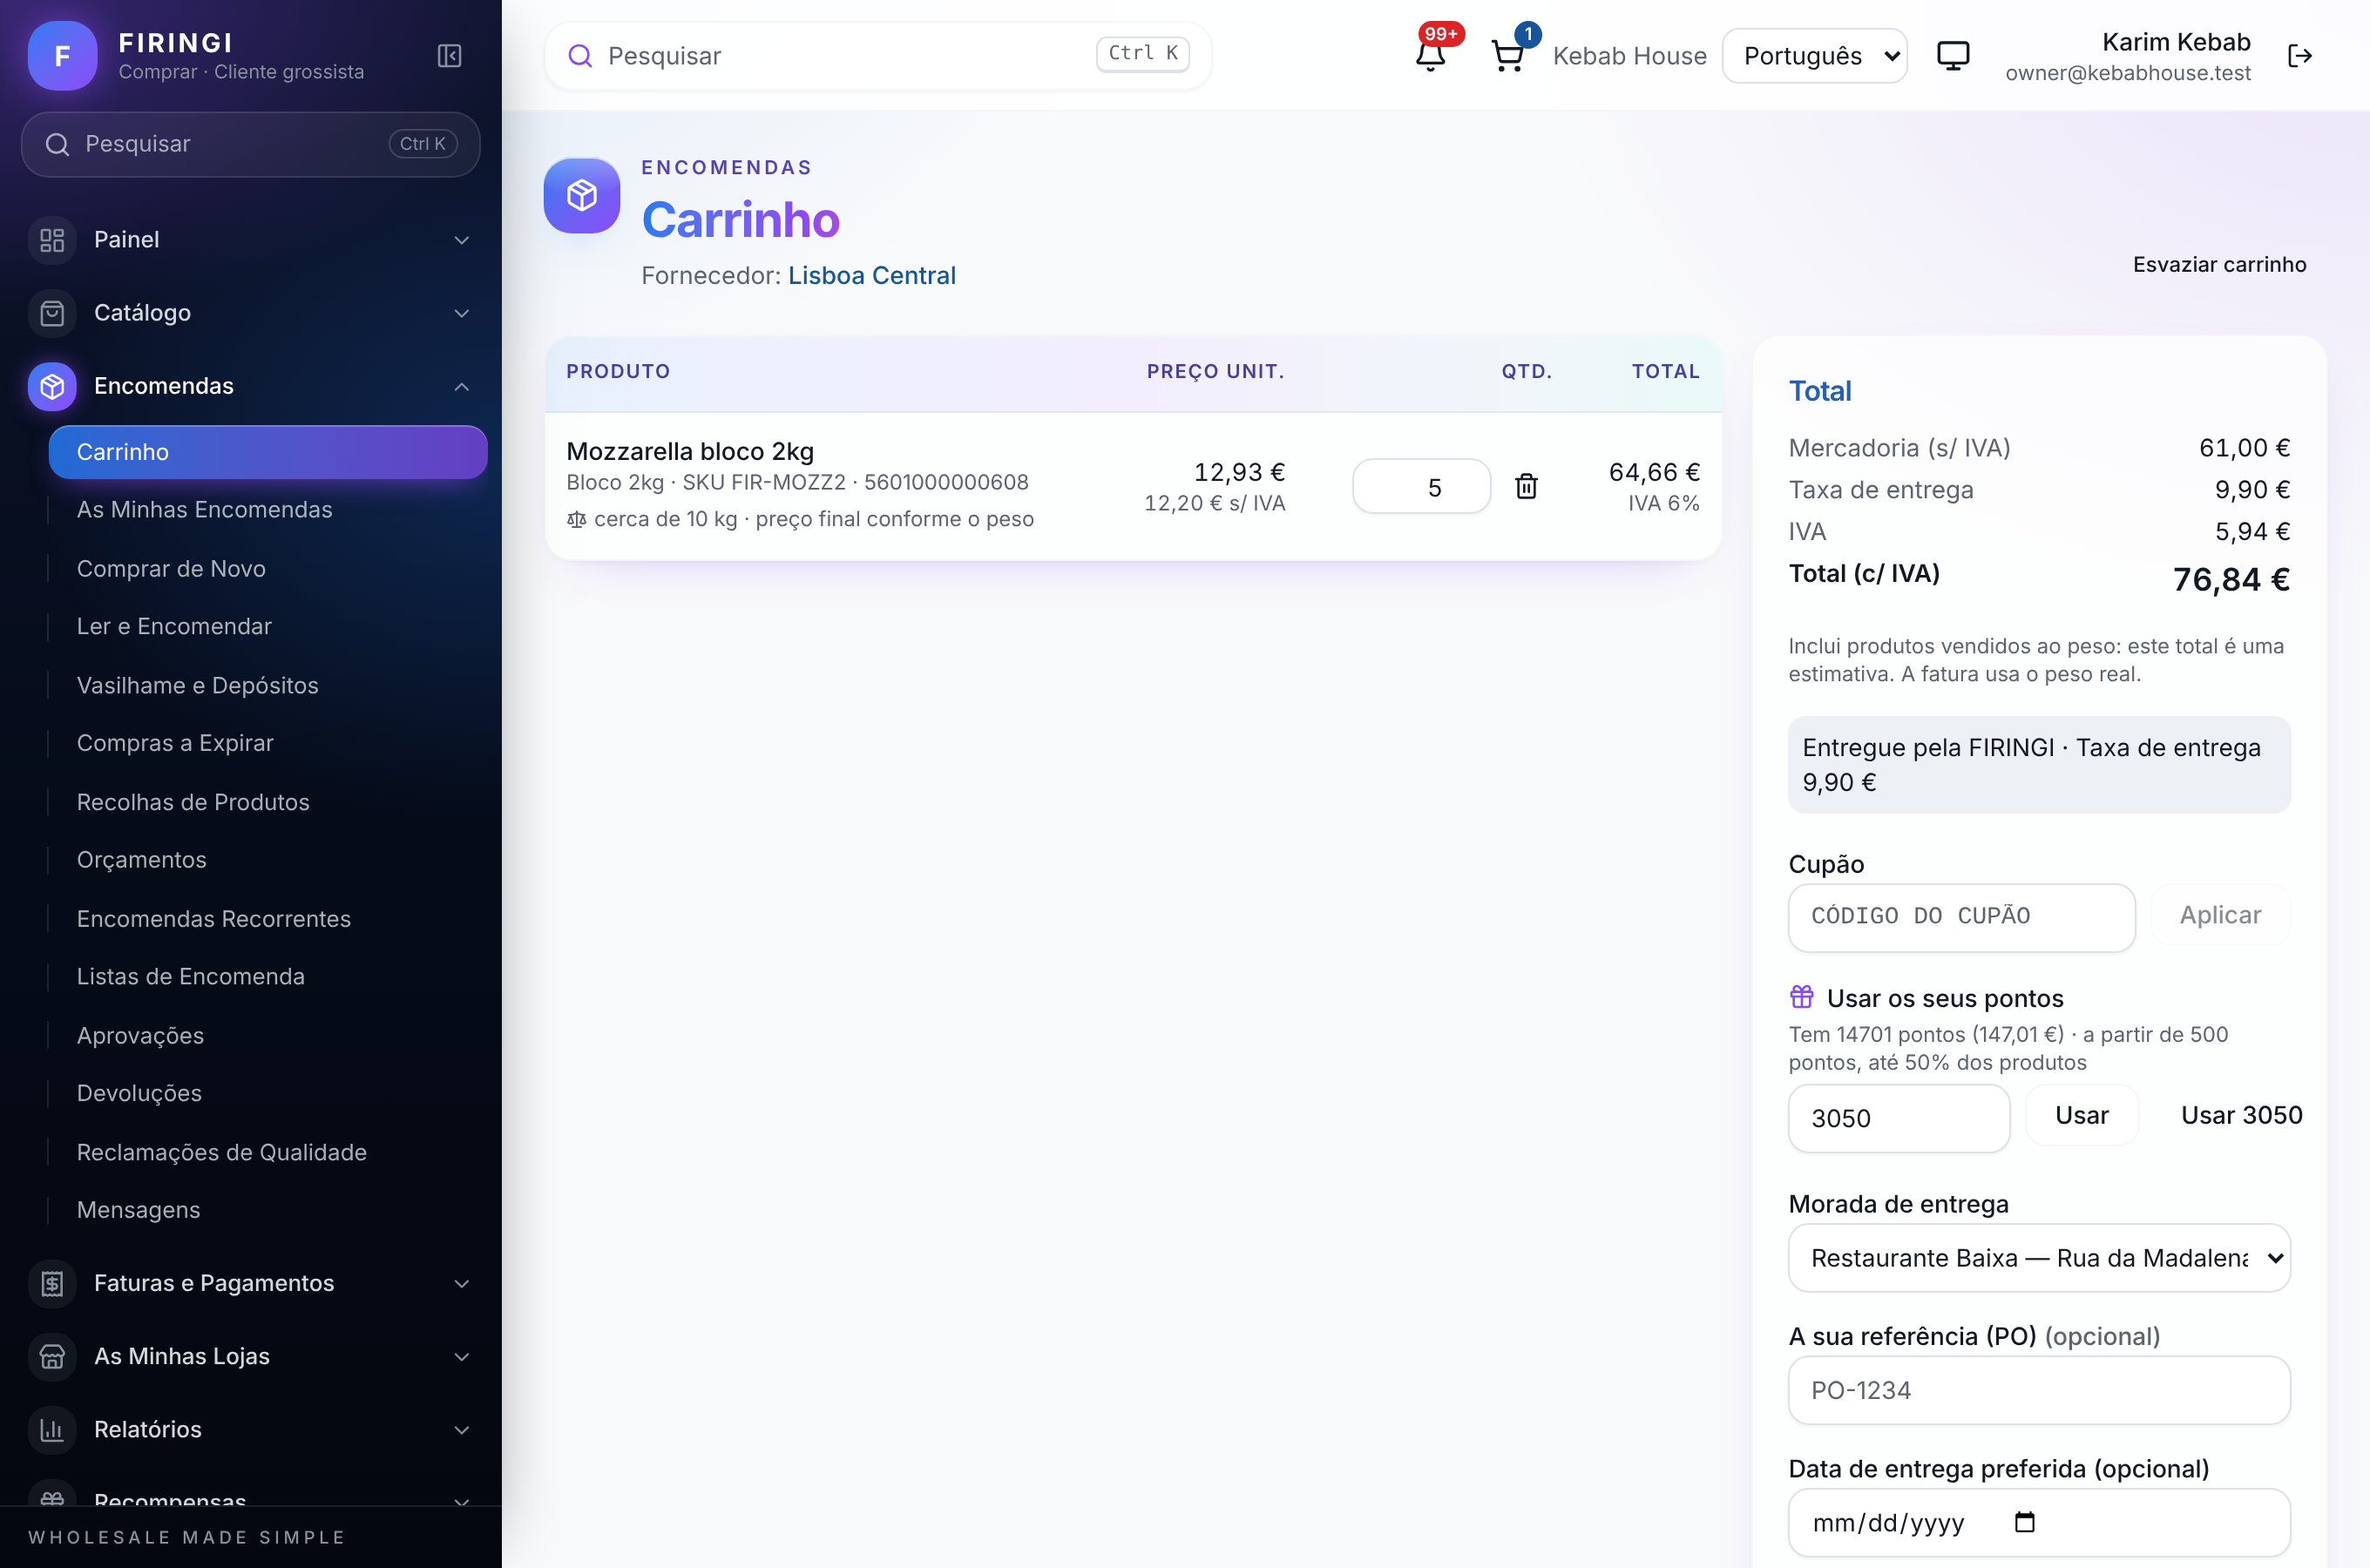 FIRINGI
Comprar · Cliente grossista
F
Pesquisar
Ctrl K
Painel
Catálogo
Encomendas
Carrinho
As Minhas Encomendas
Comprar de Novo
Ler e Encomendar
Vasilhame e Depósitos
Compras a Expirar
Recolhas de Produtos
Orçamentos
Encomendas Recorrentes
Listas de Encomenda
Aprovações
Devoluções
Reclamações de Qualidade
Mensagens
Faturas e Pagamentos
As Minhas Lojas
Relatórios
Recompensas
WHOLESALE MADE SIMPLE
Pesquisar
Ctrl K
99+
1
Kebab House
Português
Karim Kebab
owner@kebabhouse.test
ENCOMENDAS
Carrinho
Fornecedor: Lisboa Central
Esvaziar carrinho
PRODUTO PREÇO UNIT. QTD. TOTAL
Mozzarella bloco 2kg
Bloco 2kg · SKU FIR-MOZZ2 · 5601000000608
cerca de 10 kg · preço final conforme o peso
12,93 €
12,20 € s/ IVA
5
64,66 €
IVA 6%
Total
Mercadoria (s/ IVA) 61,00 €
Taxa de entrega 9,90 €
IVA 5,94 €
Total (c/ IVA) 76,84 €
Inclui produtos vendidos ao peso: este total é uma
estimativa. A fatura usa o peso real.
Entregue pela FIRINGI · Taxa de entrega
9,90 €
Cupão
CÓDIGO DO CUPÃO
Aplicar
Usar os seus pontos
Tem 14701 pontos (147,01 €) · a partir de 500
pontos, até 50% dos produtos
3050
Usar
Usar 3050
Morada de entrega
Restaurante Baixa — Rua da Madalena
A sua referência (PO) (opcional)
PO-1234
Data de entrega preferida (opcional)
mm/dd/yyyy